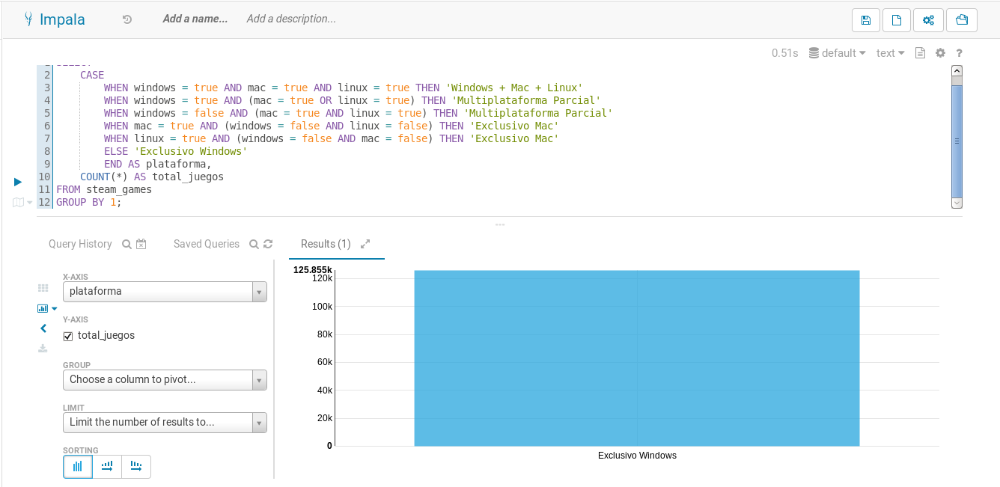 Impala
Add a name...
Add a description...
0.51s
default
text
?
2 CASE
3 WHEN windows = true AND mac = true AND linux = true THEN 'Windows + Mac + Linux'
4 WHEN windows = true AND (mac = true OR linux = true) THEN 'Multiplataforma Parcial'
5 WHEN windows = false AND (mac = true AND linux = true) THEN 'Multiplataforma Parcial'
6 WHEN mac = true AND (windows = false AND linux = false) THEN 'Exclusivo Mac'
7 WHEN linux = true AND (windows = false AND mac = false) THEN 'Exclusivo Mac'
8 ELSE 'Exclusivo Windows'
9 END AS plataforma,
10 COUNT(*) AS total_juegos
11 FROM steam_games
12 GROUP BY 1;
Query History
Saved Queries
Results (1)
X-AXIS
plataforma
Y-AXIS
total_juegos
GROUP
Choose a column to pivot...
LIMIT
Limit the number of results to...
SORTING
125.855k
120k
100k
80k
60k
40k
20k
0
Exclusivo Windows